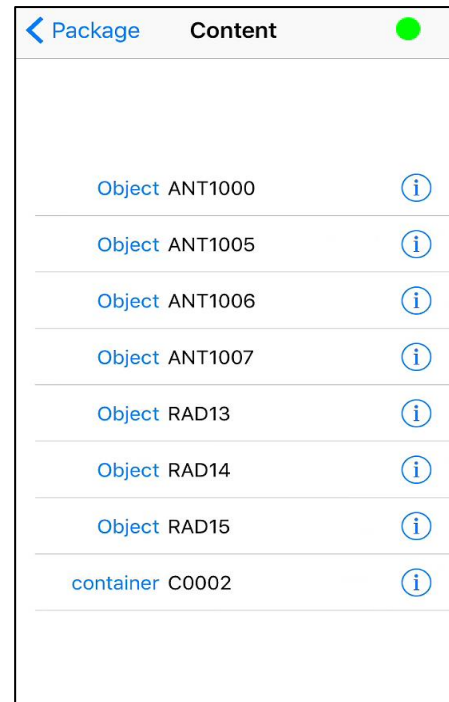 Package Content
Object ANT1000
Object ANT1005
Object ANT1006
Object ANT1007
Object RAD13
Object RAD14
Object RAD15
container C0002